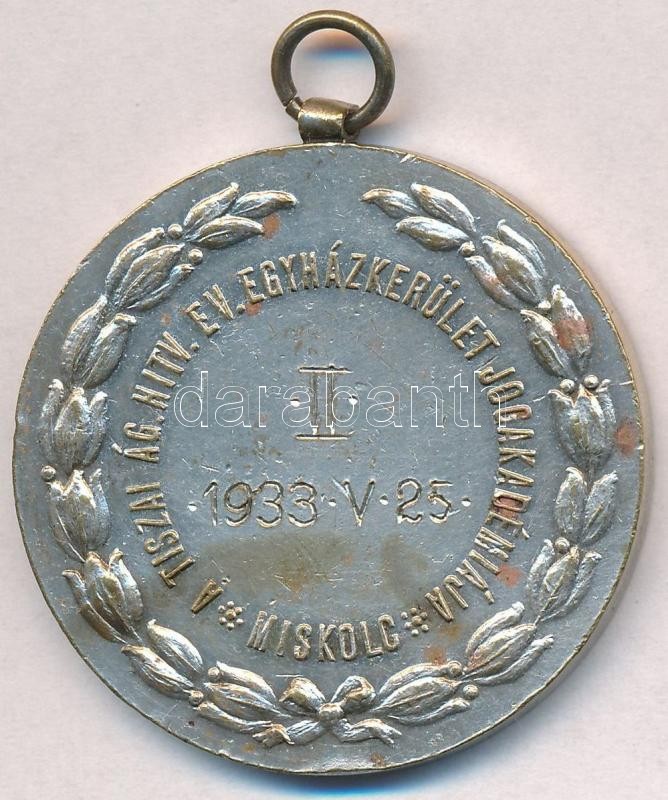 A TISZAI ÁG. HITV. EV. EGYHÁZKERÜLET JOGAKADÉMIÁJA
MISKOLC
·II·
·1933·V·25·
darabanth